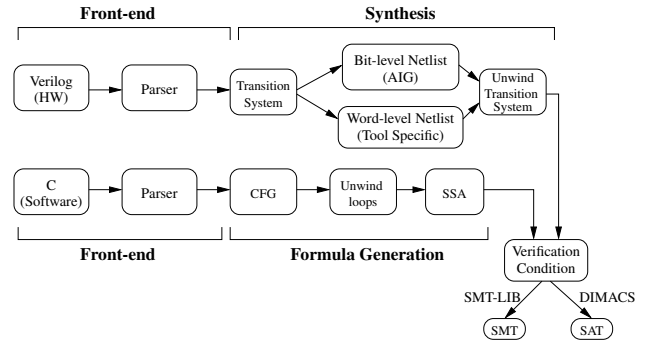 Front-end
Synthesis
Verilog
(HW)
Parser
Transition
System
Bit-level Netlist
(AIG)
Word-level Netlist
(Tool Specific)
Unwind
Transition
System
C
(Software)
Parser
CFG
Unwind
loops
SSA
Front-end
Formula Generation
Verification
Condition
SMT-LIB
DIMACS
SMT
SAT